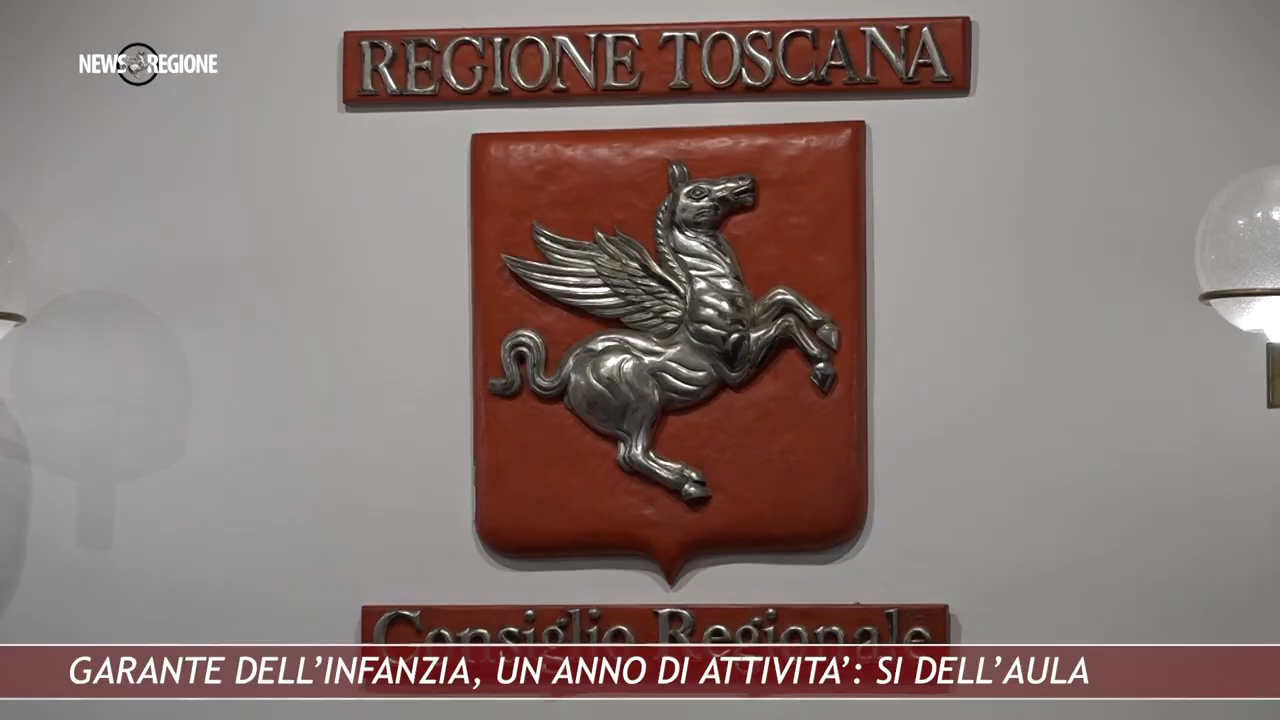 REGIONE TOSCANA
NEWS REGIONE
Consiglio Regionale
GARANTE DELL’INFANZIA, UN ANNO DI ATTIVITA’: SI DELL’AULA